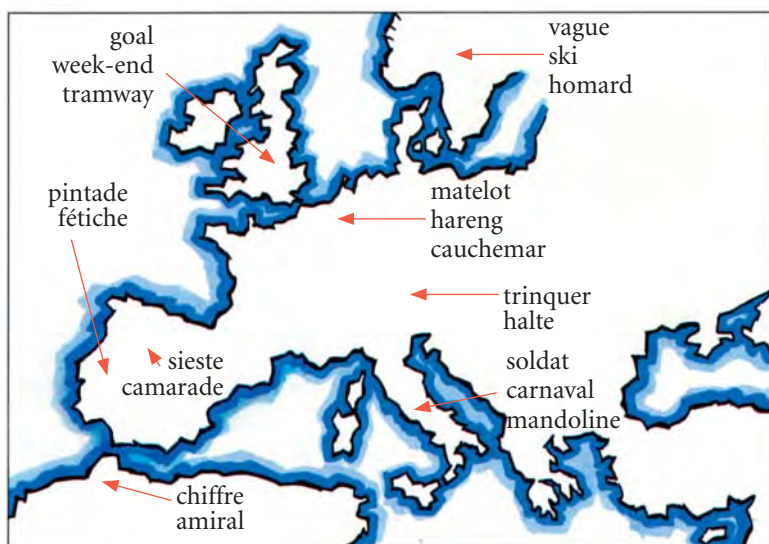 goal
week-end
tramway
vague
ski
homard
pintade
fétiche
matelot
hareng
cauchemar
trinquer
halte
sieste
camarade
soldat
carnaval
mandoline
chiffre
amiral